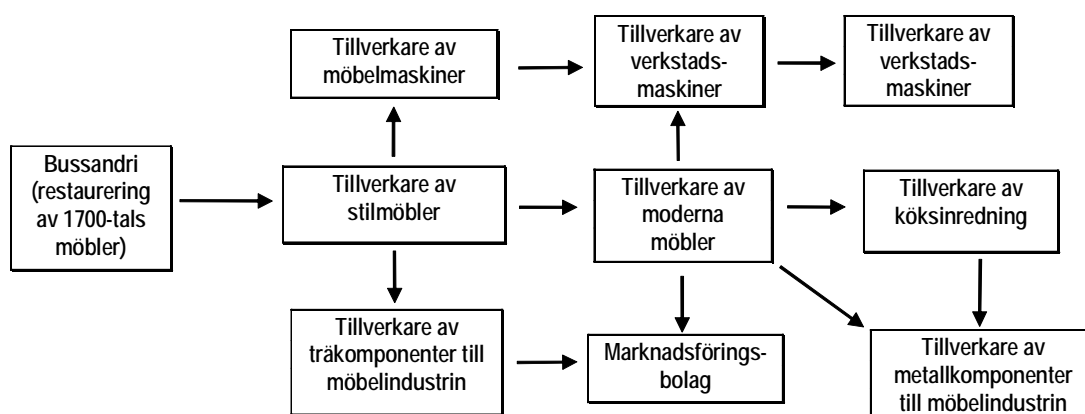 Tillverkare av
möbelmaskiner
Tillverkare av
verkstads-
maskiner
Tillverkare av
verkstads-
maskiner
Bussandri
(restaurering
av 1700-tals
möbler)
Tillverkare av
stilmöbler
Tillverkare av
moderna
möbler
Tillverkare av
köksinredning
Tillverkare av
träkomponenter till
möbelindustrin
Marknadsförings-
bolag
Tillverkare av
metallkomponenter
till möbelindustrin